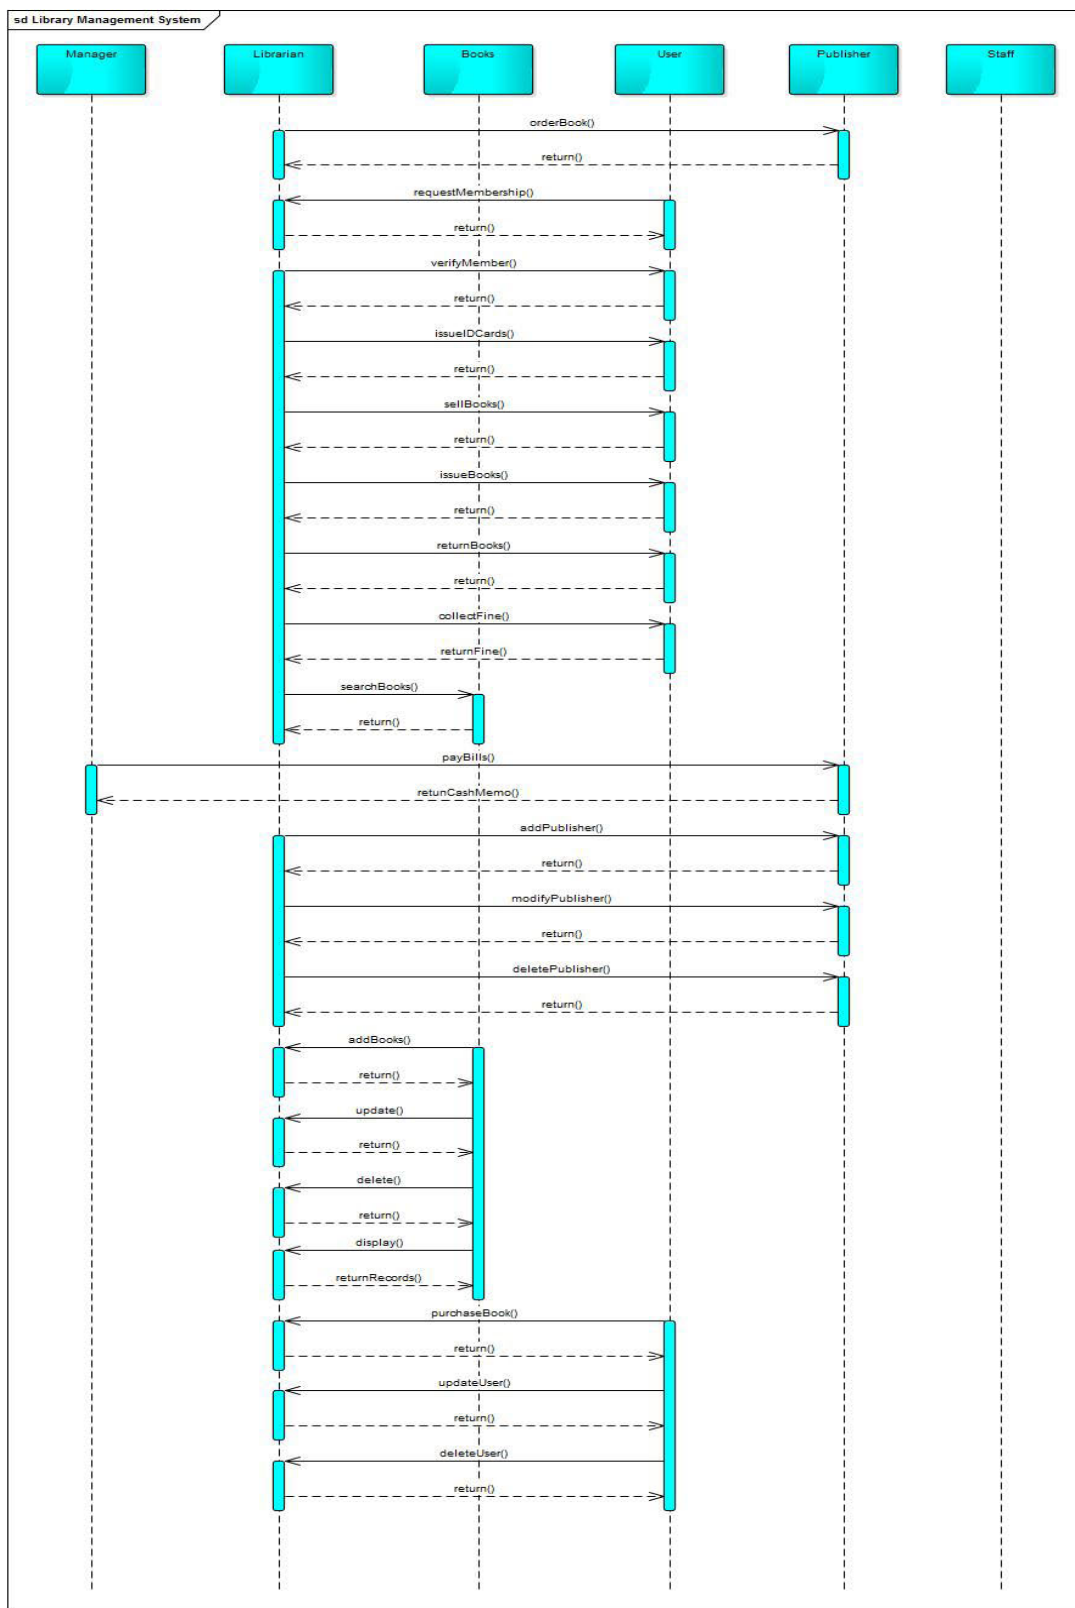 sd Library Management System
Manager
Librarian
Books
User
Publisher
Staff
orderBook()
return()
requestMembership()
return()
verifyMember()
return()
issueIDCards()
return()
sellBooks()
return()
issueBooks()
return()
returnBooks()
return()
collectFine()
returnFine()
searchBooks()
return()
payBills()
retunCashMemo()
addPublisher()
return()
modifyPublisher()
return()
deletePublisher()
return()
addBooks()
return()
update()
return()
delete()
return()
display()
returnRecords()
purchaseBook()
return()
updateUser()
return()
deleteUser()
return()